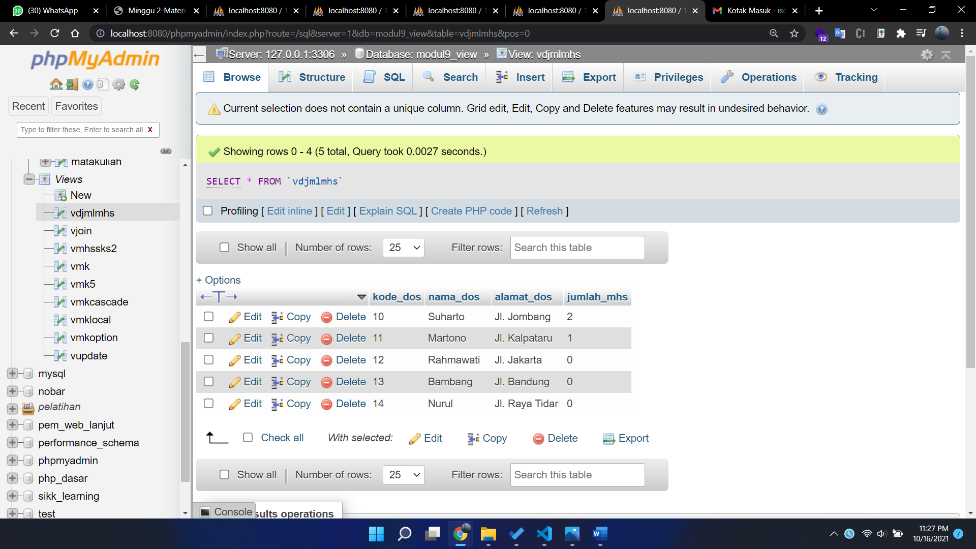 (30) WhatsApp
Minggu 2-Materi
localhost:8080 / 1
localhost:8080 / 1
localhost:8080 / 1
localhost:8080 / 1
localhost:8080 / 1
Kotak Masuk - is
localhost:8080/phpmyadmin/index.php?route=/sql&server=1&db=modul9_view&table=vdjmlmhs&pos=0
12
phpMyAdmin
Recent Favorites
Type to filter these, Enter to search all X
matakuliah
Views
New
vdjmlmhs
vjoin
vmhssks2
vmk
vmk5
vmkcascade
vmklocal
vmkoption
vupdate
mysql
nobar
pelatihan
pem_web_lanjut
performance_schema
phpmyadmin
php_dasar
sikk_learning
test
Server: 127.0.0.1:3306 » Database: modul9_view » View: vdjmlmhs
Browse Structure SQL Search Insert Export Privileges Operations Tracking
Current selection does not contain a unique column. Grid edit, Edit, Copy and Delete features may result in undesired behavior.
Showing rows 0 - 4 (5 total, Query took 0.0027 seconds.)
SELECT * FROM `vdjmlmhs`
Profiling [ Edit inline ] [ Edit ] [ Explain SQL ] [ Create PHP code ] [ Refresh ]
Show all Number of rows: 25 Filter rows: Search this table
+ Options
←T→ kode_dos nama_dos alamat_dos jumlah_mhs
Edit Copy Delete 10 Suharto Jl. Jombang 2
Edit Copy Delete 11 Martono Jl. Kalpataru 1
Edit Copy Delete 12 Rahmawati Jl. Jakarta 0
Edit Copy Delete 13 Bambang Jl. Bandung 0
Edit Copy Delete 14 Nurul Jl. Raya Tidar 0
Check all With selected: Edit Copy Delete Export
Show all Number of rows: 25 Filter rows: Search this table
Console sults operations
11:27 PM
10/16/2021
7